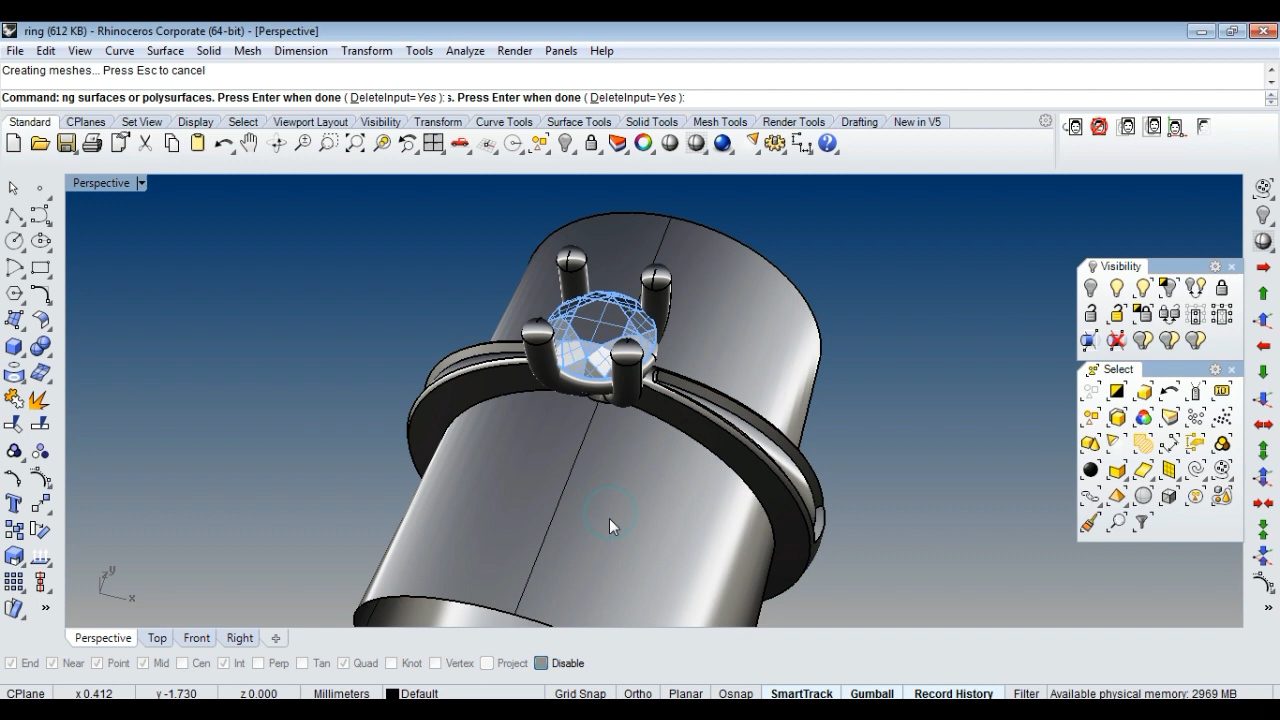 ring (612 KB) - Rhinoceros Corporate (64-bit) - [Perspective]
File Edit View Curve Surface Solid Mesh Dimension Transform Tools Analyze Render Panels Help
Creating meshes... Press Esc to cancel
Command: ng surfaces or polysurfaces. Press Enter when done ( DeleteInput=Yes ): s. Press Enter when done ( DeleteInput=Yes ):
Standard CPlanes Set View Display Select Viewport Layout Visibility Transform Curve Tools Surface Tools Solid Tools Mesh Tools Render Tools Drafting New in V5
Perspective
Visibility
Select
z y
x
Perspective Top Front Right
End Near Point Mid Cen Int Perp Tan Quad Knot Vertex Project Disable
CPlane x 0.412 y -1.730 z 0.000 Millimeters Default Grid Snap Ortho Planar Osnap SmartTrack Gumball Record History Filter Available physical memory: 2969 MB